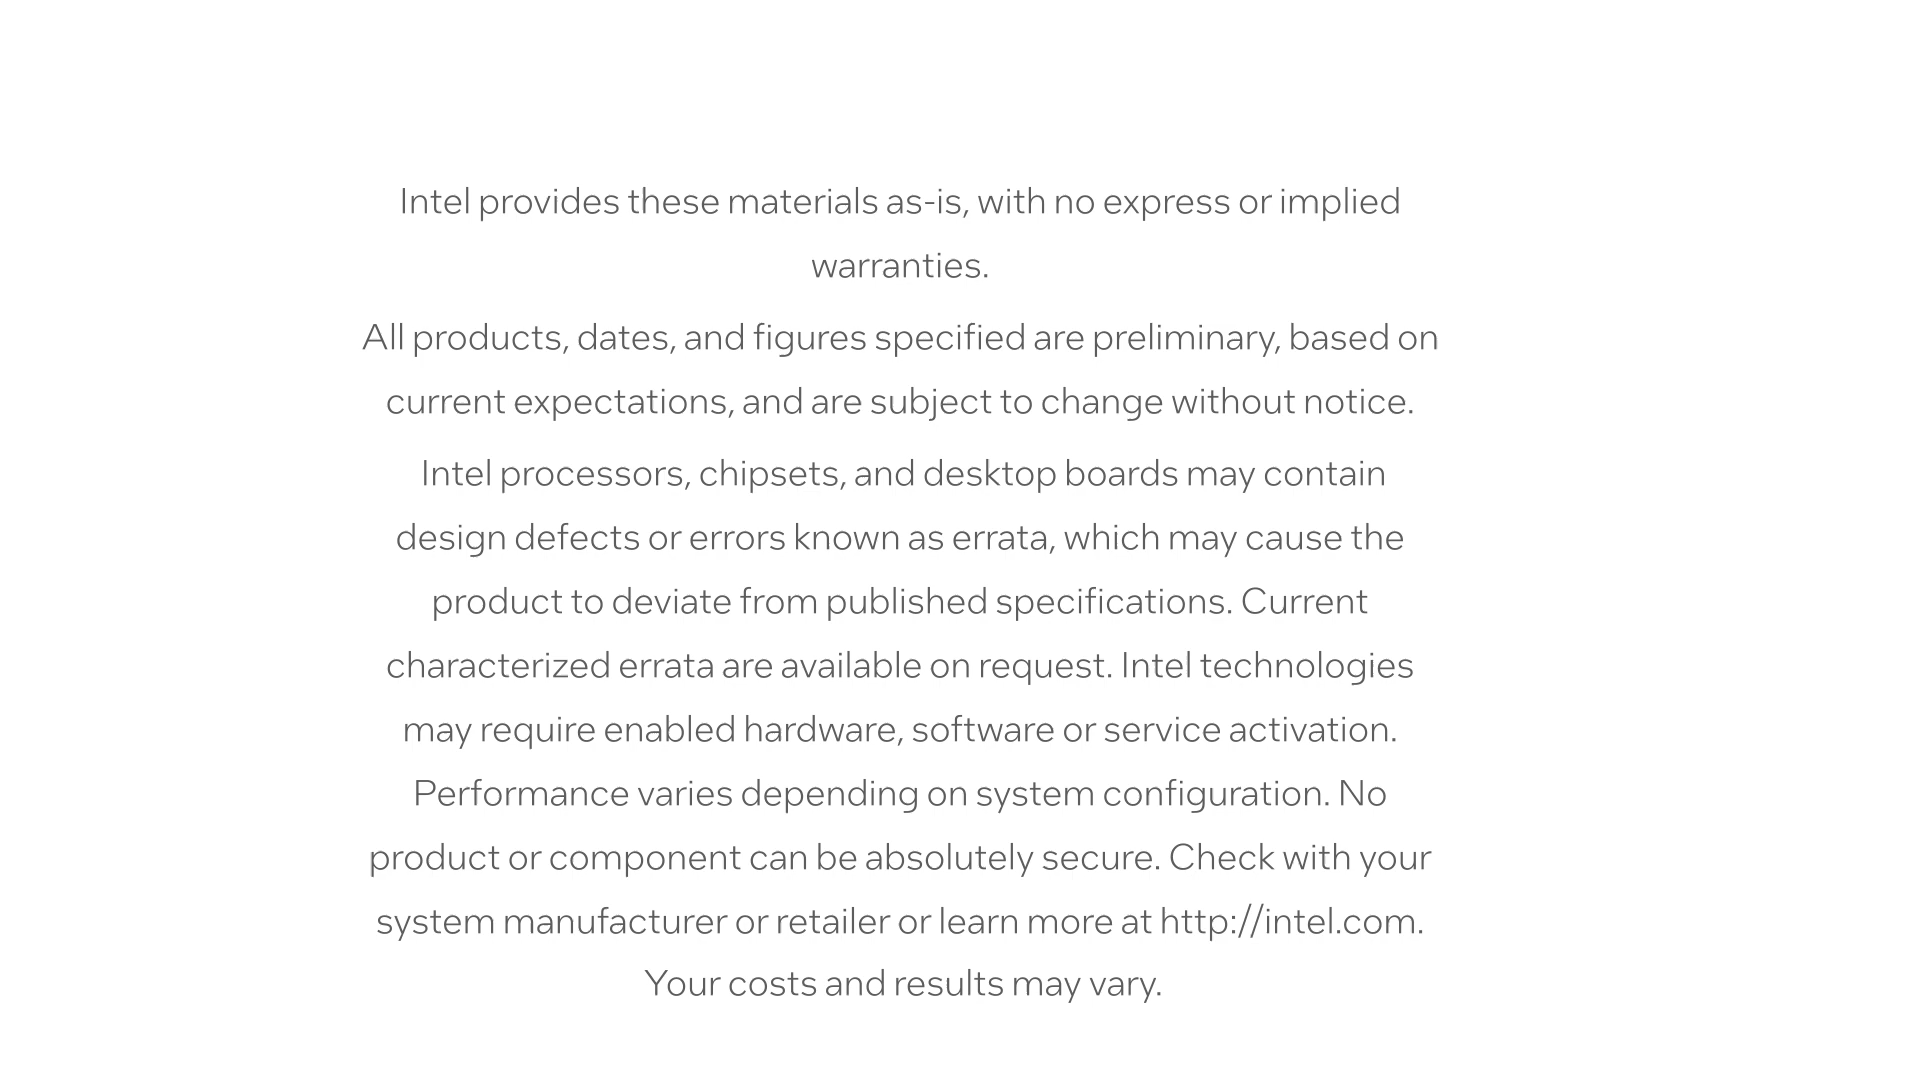 Intel provides these materials as-is, with no express or implied
warranties.
All products, dates, and figures specified are preliminary, based on
current expectations, and are subject to change without notice.
Intel processors, chipsets, and desktop boards may contain
design defects or errors known as errata, which may cause the
product to deviate from published specifications. Current
characterized errata are available on request. Intel technologies
may require enabled hardware, software or service activation.
Performance varies depending on system configuration. No
product or component can be absolutely secure. Check with your
system manufacturer or retailer or learn more at http://intel.com.
Your costs and results may vary.